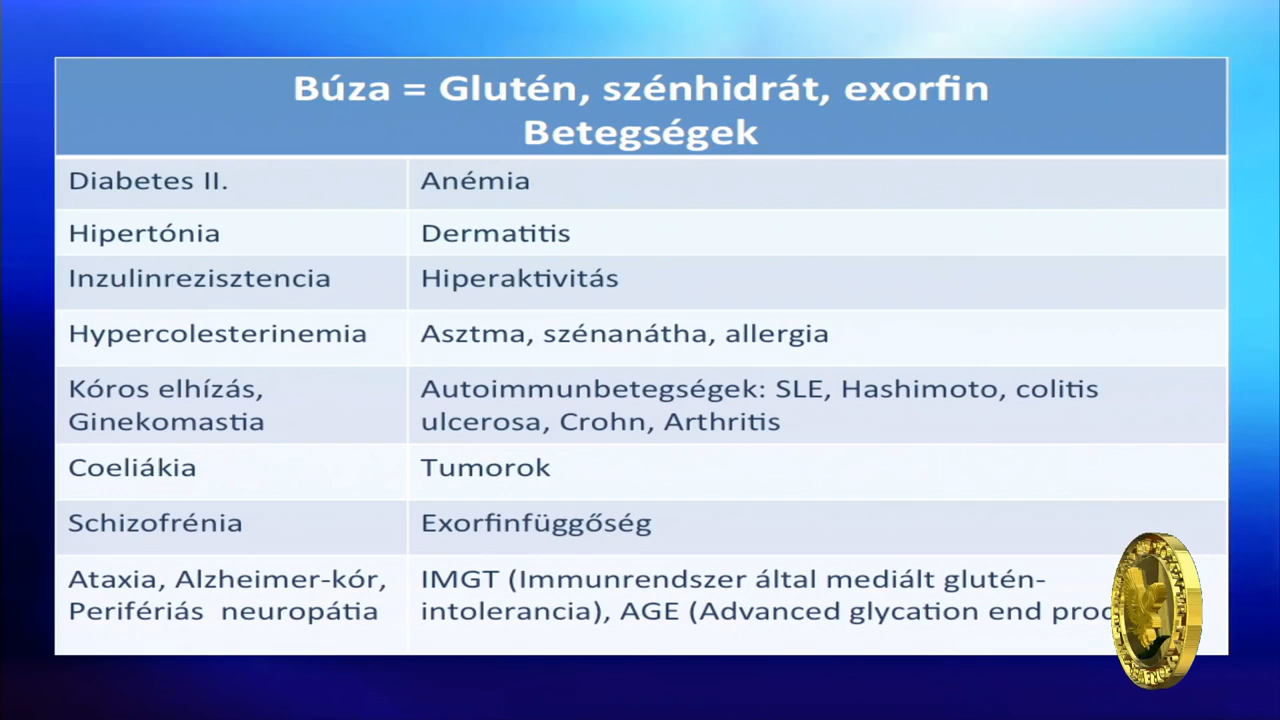 Búza = Glutén, szénhidrát, exorfin
Betegségek
Diabetes II.
Anémia
Hipertónia
Dermatitis
Inzulinrezisztencia
Hiperaktivitás
Hypercolesterinemia
Asztma, szénanátha, allergia
Kóros elhízás,
Ginekomastia
Autoimmunbetegségek: SLE, Hashimoto, colitis
ulcerosa, Crohn, Arthritis
Coeliákia
Tumorok
Schizofrénia
Exorfinfüggőség
Ataxia, Alzheimer-kór,
Perifériás neuropátia
IMGT (Immunrendszer által mediált glutén-
intolerancia), AGE (Advanced glycation end